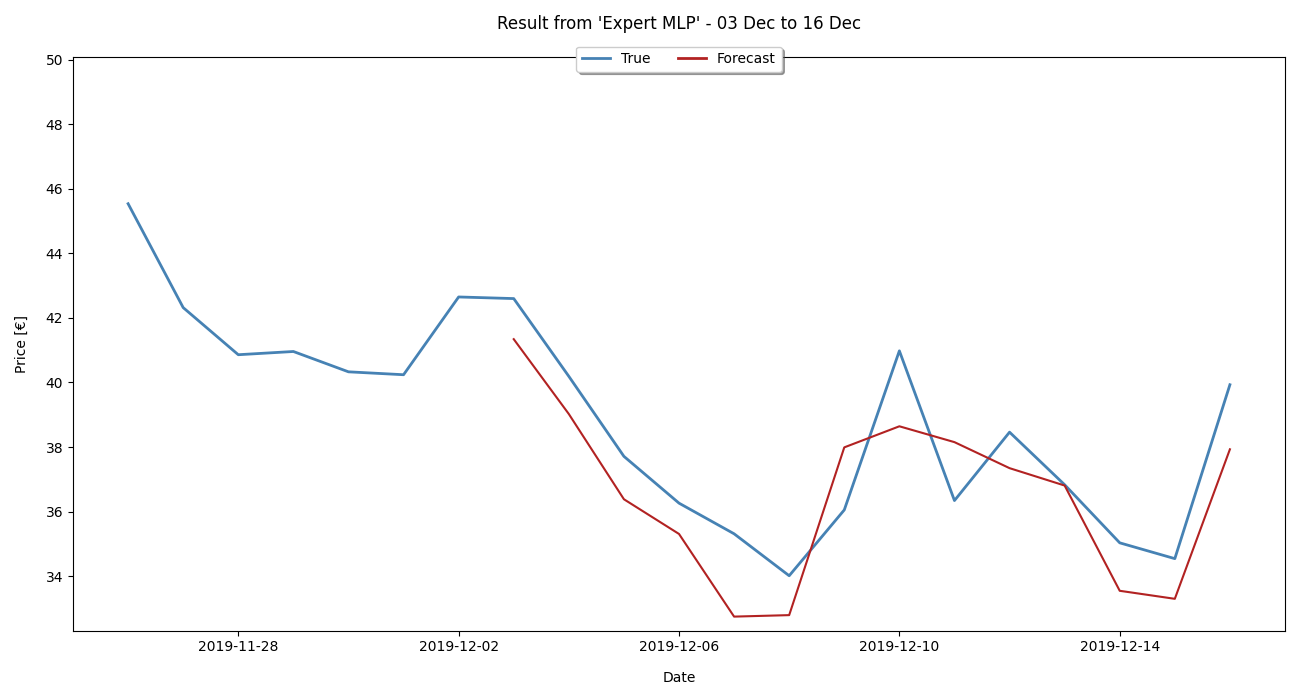 Result from 'Expert MLP' - 03 Dec to 16 Dec
True Forecast
50
48
46
44
42
40
38
36
34
Price [€]
2019-11-28 2019-12-02 2019-12-06 2019-12-10 2019-12-14
Date